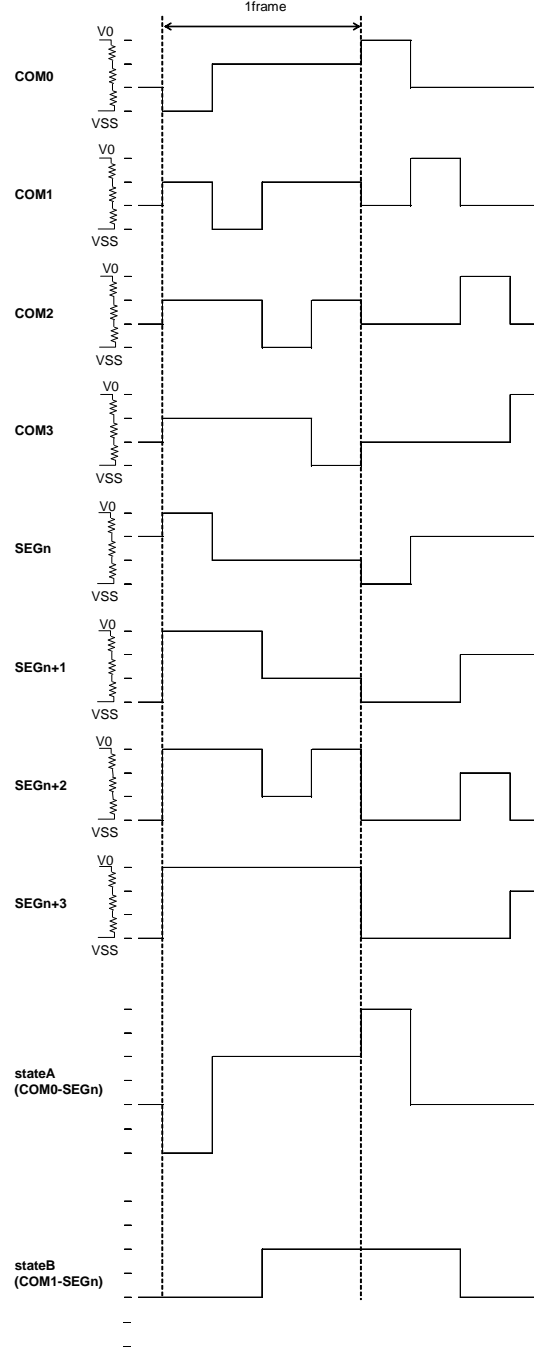 1frame
V0
COM0
VSS
V0
COM1
VSS
V0
COM2
VSS
V0
COM3
VSS
V0
SEGn
VSS
V0
SEGn+1
VSS
V0
SEGn+2
VSS
V0
SEGn+3
VSS
stateA
(COM0-SEGn)
stateB
(COM1-SEGn)